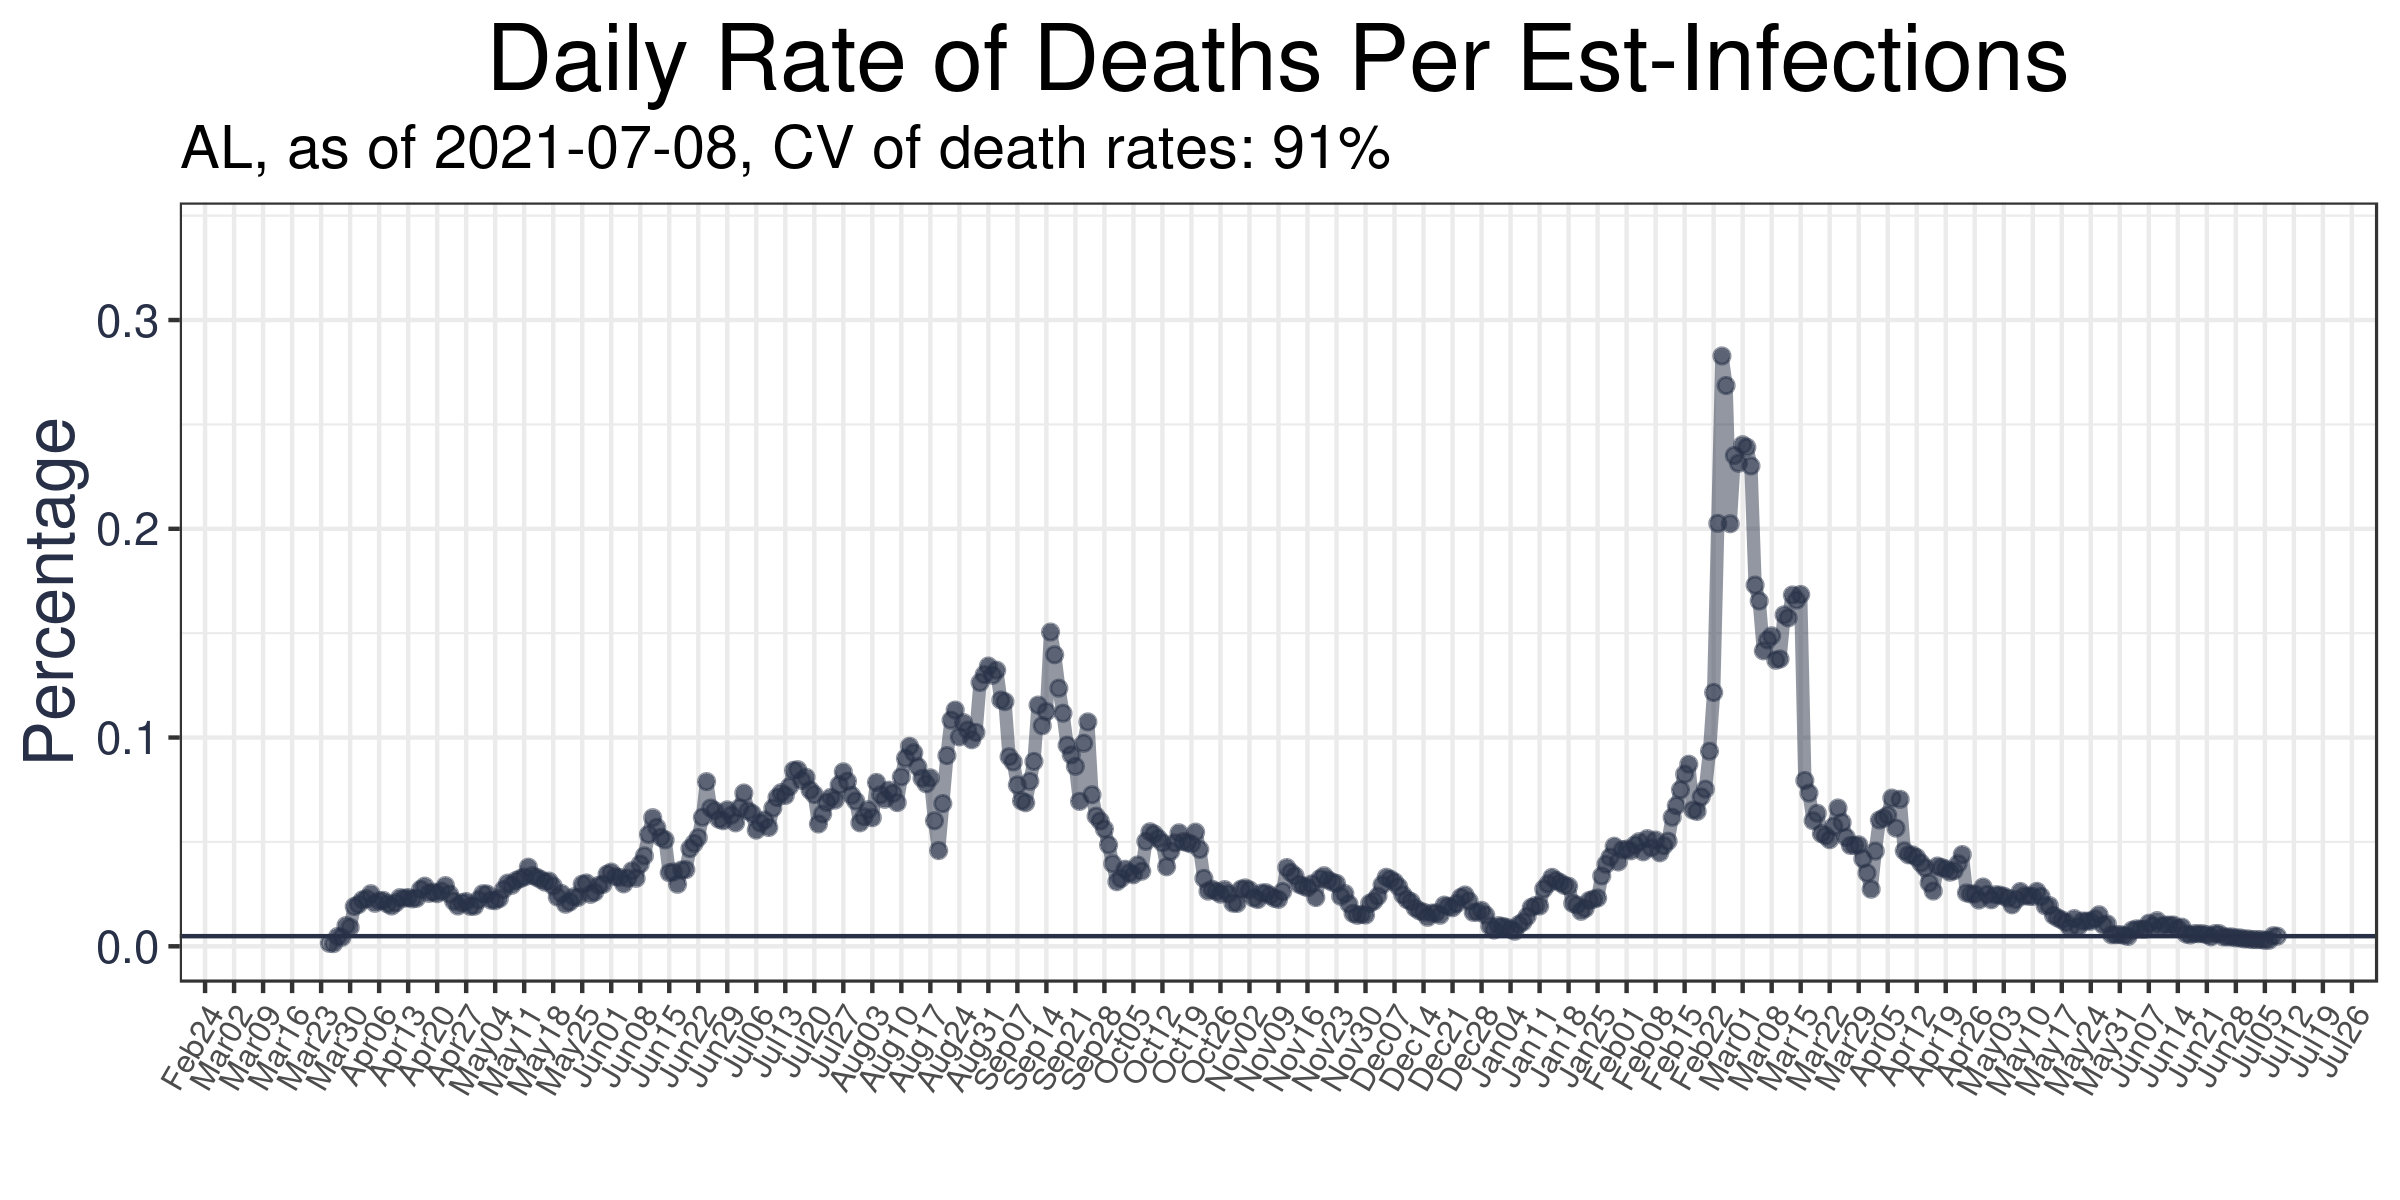 Daily Rate of Deaths Per Est-Infections
AL, as of 2021-07-08, CV of death rates: 91%
Percentage
0.3
0.2
0.1
0.0
Feb24
Mar02
Mar09
Mar16
Mar23
Mar30
Apr06
Apr13
Apr20
Apr27
May04
May11
May18
May25
Jun01
Jun08
Jun15
Jun22
Jun29
Jul06
Jul13
Jul20
Jul27
Aug03
Aug10
Aug17
Aug24
Aug31
Sep07
Sep14
Sep21
Sep28
Oct05
Oct12
Oct19
Oct26
Nov02
Nov09
Nov16
Nov23
Nov30
Dec07
Dec14
Dec21
Dec28
Jan04
Jan11
Jan18
Jan25
Feb01
Feb08
Feb15
Feb22
Mar01
Mar08
Mar15
Mar22
Mar29
Apr05
Apr12
Apr19
Apr26
May03
May10
May17
May24
May31
Jun07
Jun14
Jun21
Jun28
Jul05
Jul12
Jul19
Jul26